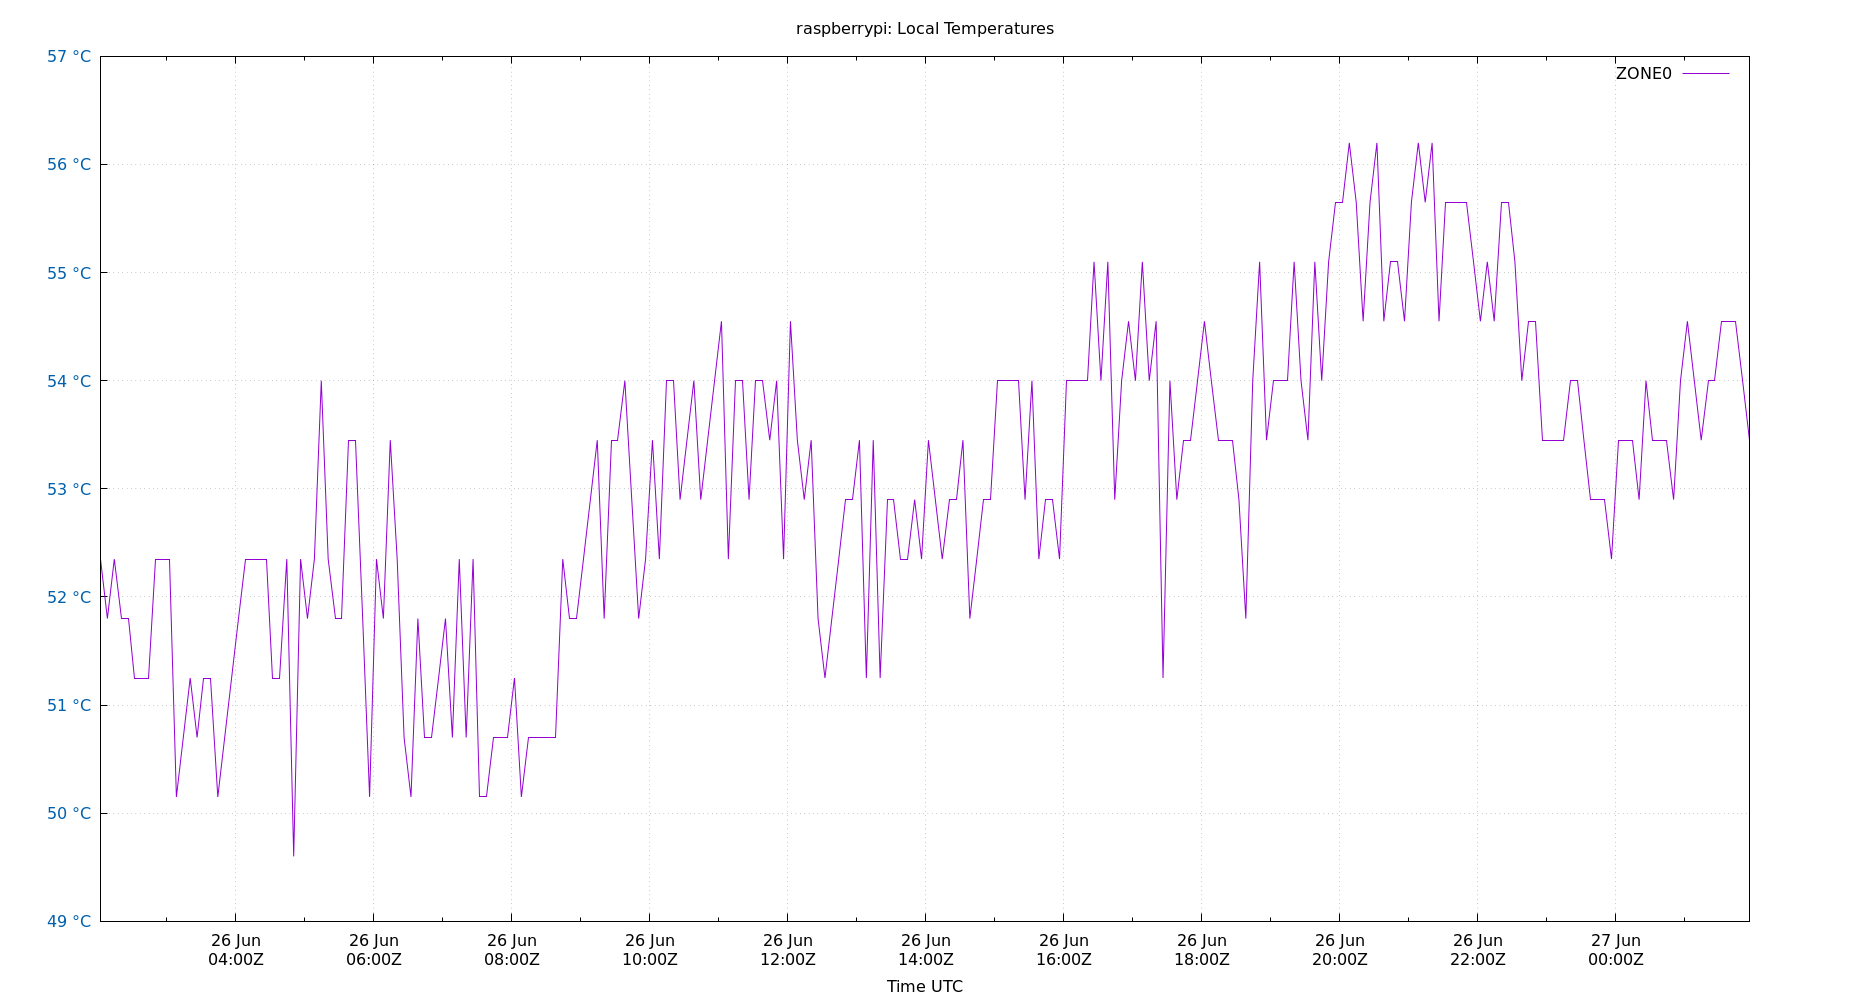 raspberrypi: Local Temperatures
57 °C
ZONE0
56 °C
55 °C
54 °C
53 °C
52 °C
51 °C
50 °C
49 °C
26 Jun 26 Jun 26 Jun 26 Jun 26 Jun 26 Jun 26 Jun 26 Jun 26 Jun 26 Jun 27 Jun
04:00Z 06:00Z 08:00Z 10:00Z 12:00Z 14:00Z 16:00Z 18:00Z 20:00Z 22:00Z 00:00Z
Time UTC